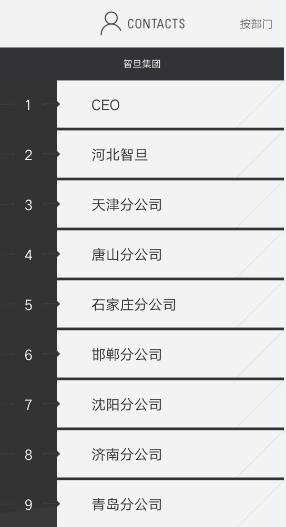 CONTACTS 按部门
智旦集团
1 CEO
2 河北智旦
3 天津分公司
4 唐山分公司
5 石家庄分公司
6 邯郸分公司
7 沈阳分公司
8 济南分公司
9 青岛分公司